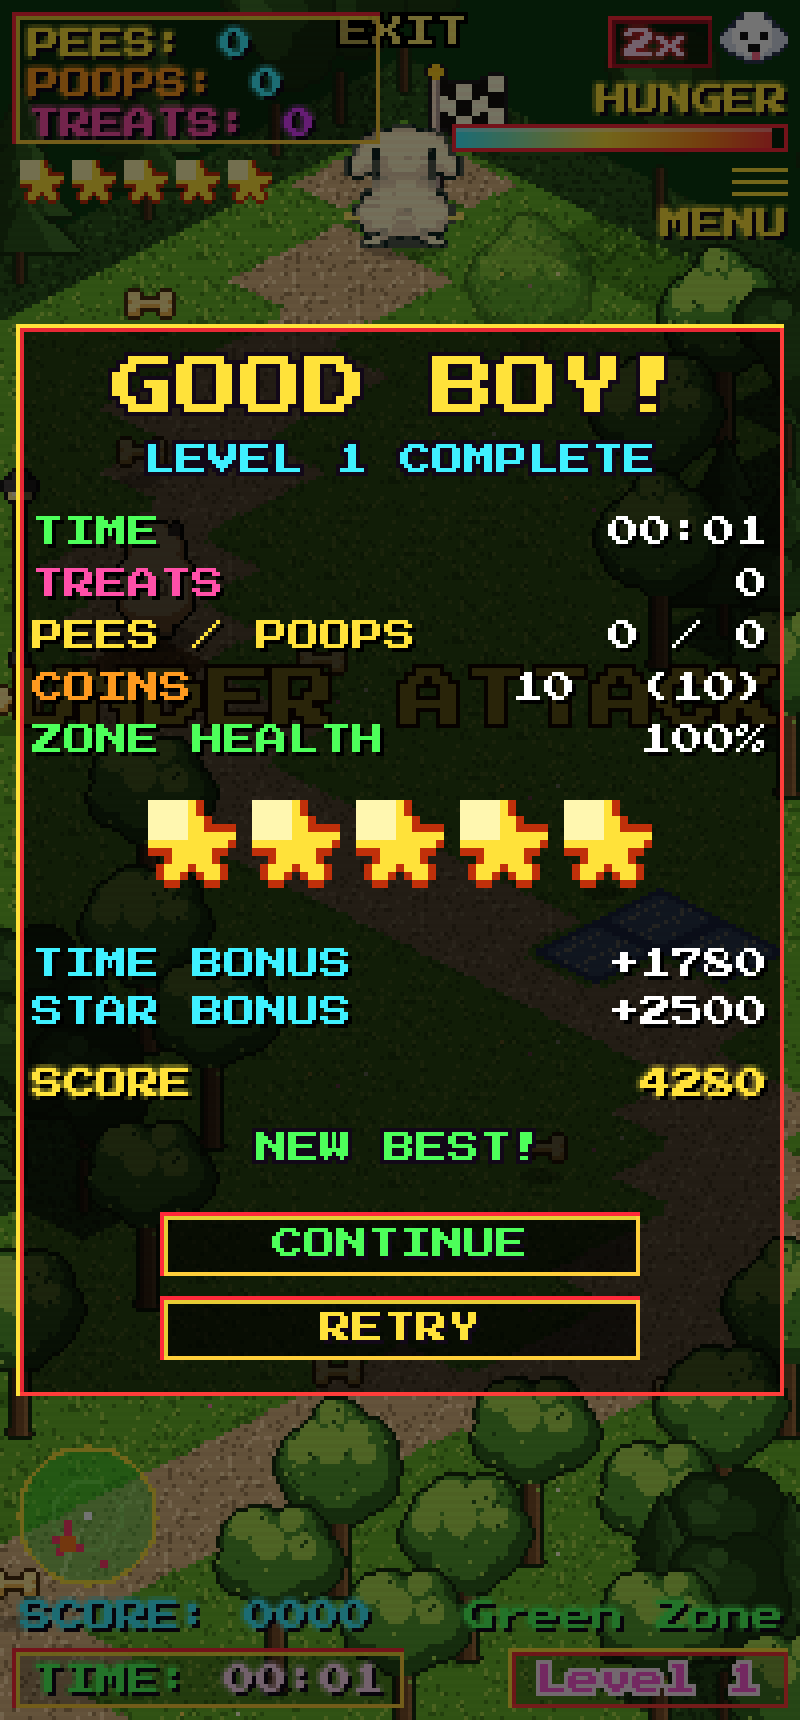 PEES: 0
EXIT
2x
POOPS: 0
TREATS: 0
HUNGER
MENU
GOOD BOY!
LEVEL 1 COMPLETE
TIME 00:01
TREATS 0
PEES / POOPS 0 / 0
UNDER ATTACK
COINS 10 (10)
ZONE HEALTH 100%
TIME BONUS +1780
STAR BONUS +2500
SCORE 4280
NEW BEST!
CONTINUE
RETRY
SCORE: 0000
Green Zone
TIME: 00:01
Level 1